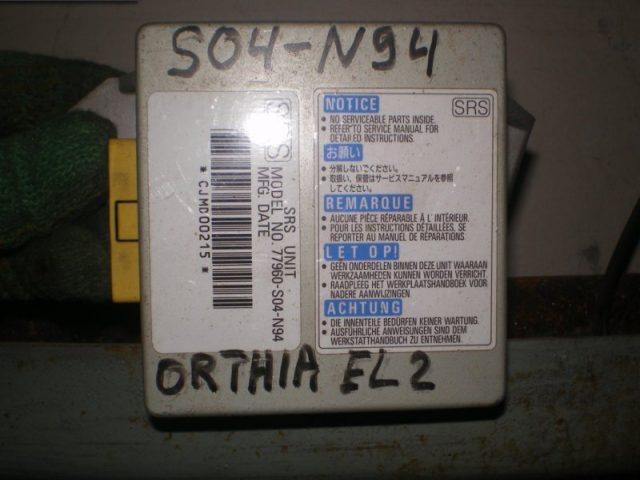 S04-N94
SRS
SRS UNIT
MODEL NO. 77960-S04-N94
MFG. DATE
* CJMD00215 *
NOTICE
SRS
• NO SERVICEABLE PARTS INSIDE.
• REFER TO SERVICE MANUAL FOR
DETAILED INSTRUCTIONS.
お願い
• 分解しないでください。
• 取扱い、保管はサービスマニュアルを参照
してください。
REMARQUE
• AUCUNE PIÈCE RÉPARABLE À L' INTÉRIEUR.
• POUR LES INSTRUCTIONS DÉTAILLÉES, SE
REPORTER AU MANUEL DE RÉPARATIONS.
LET OP!
• GEEN ONDERDELEN BINNEN DEZE UNIT WAARAAN
WERKZAAMHEDEN KUNNEN WORDEN VERRICHT.
• RAADPLEEG HET WERKPLAATSHANDBOEK VOOR
NADERE AANWIJZINGEN.
ACHTUNG
• DIE INNENTEILE BEDÜRFEN KEINER WARTUNG.
• AUSFÜHRLICHE ANWEISUNGEN SIND DEM
WERKSTATTHANDBUCH ZU ENTNEHMEN.
ORTHIA EL2